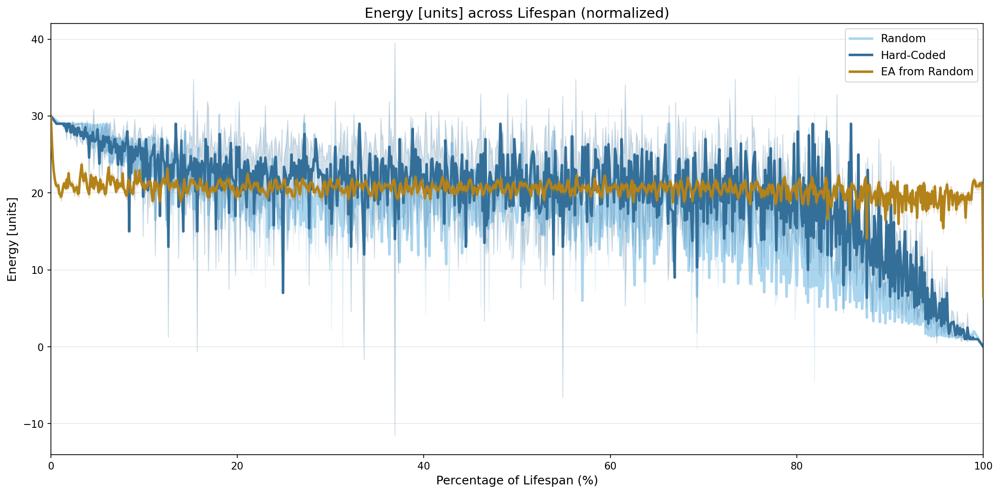 Energy [units] across Lifespan (normalized)
Random
Hard-Coded
EA from Random
Energy [units]
40
30
20
10
0
−10
0
20
40
60
80
100
Percentage of Lifespan (%)